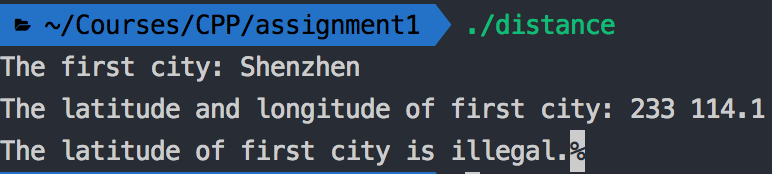 ~/Courses/CPP/assignment1 ./distance
The first city: Shenzhen
The latitude and longitude of first city: 233 114.1
The latitude of first city is illegal.%